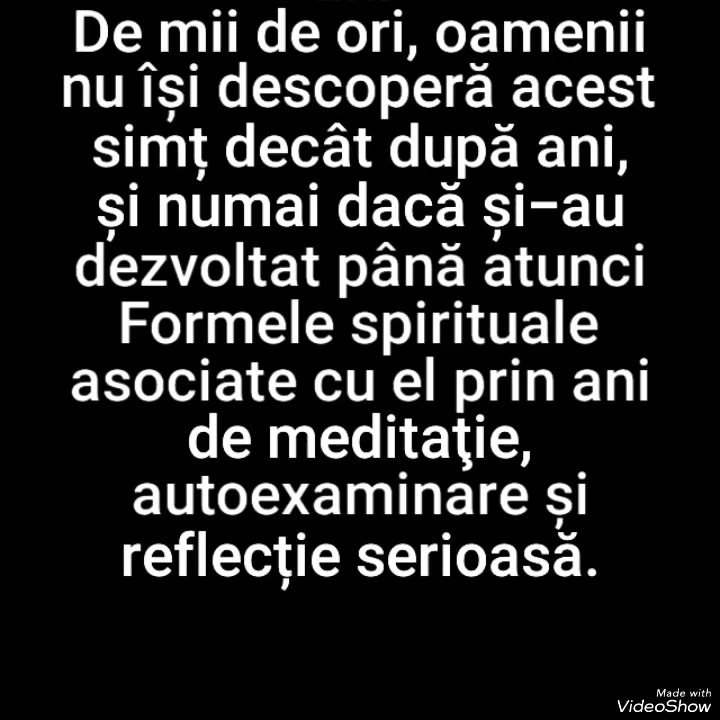 De mii de ori, oamenii
nu își descoperă acest
simț decât după ani,
și numai dacă și-au
dezvoltat până atunci
Formele spirituale
asociate cu el prin ani
de meditaţie,
autoexaminare și
reflecție serioasă.
Made with
VideoShow